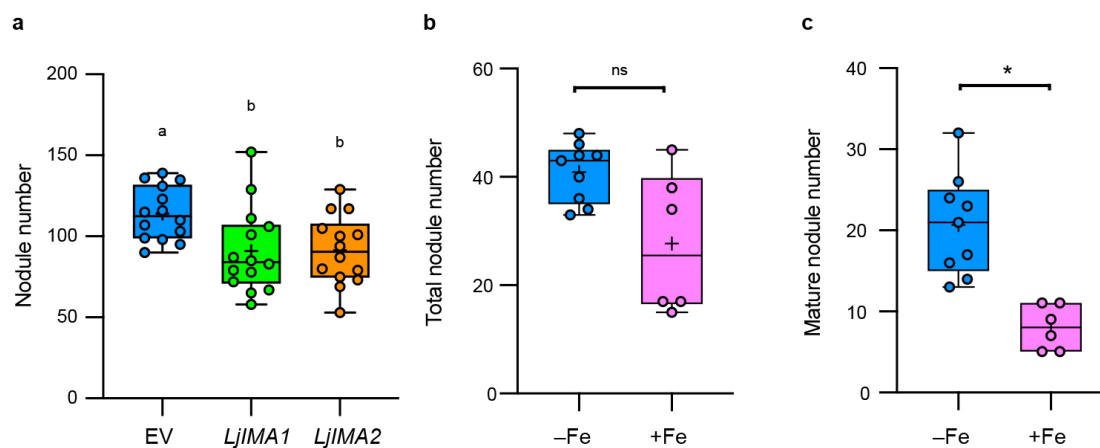 a
Nodule number
200
150
100
50
0
a
b
b
EV
LjIMA1
LjIMA2
b
Total nodule number
60
40
20
0
ns
–Fe
+Fe
c
Mature nodule number
40
30
20
10
0
*
–Fe
+Fe